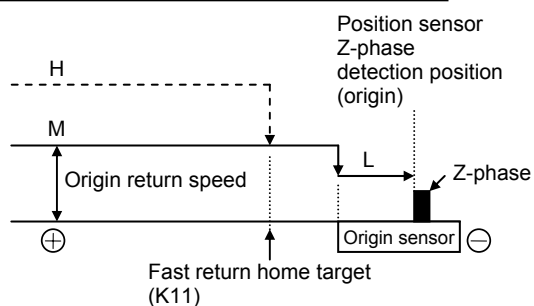 Position sensor
Z-phase
detection position
(origin)
H
M
L
Z-phase
Origin return speed
⊕
Origin sensor
⊖
Fast return home target
(K11)